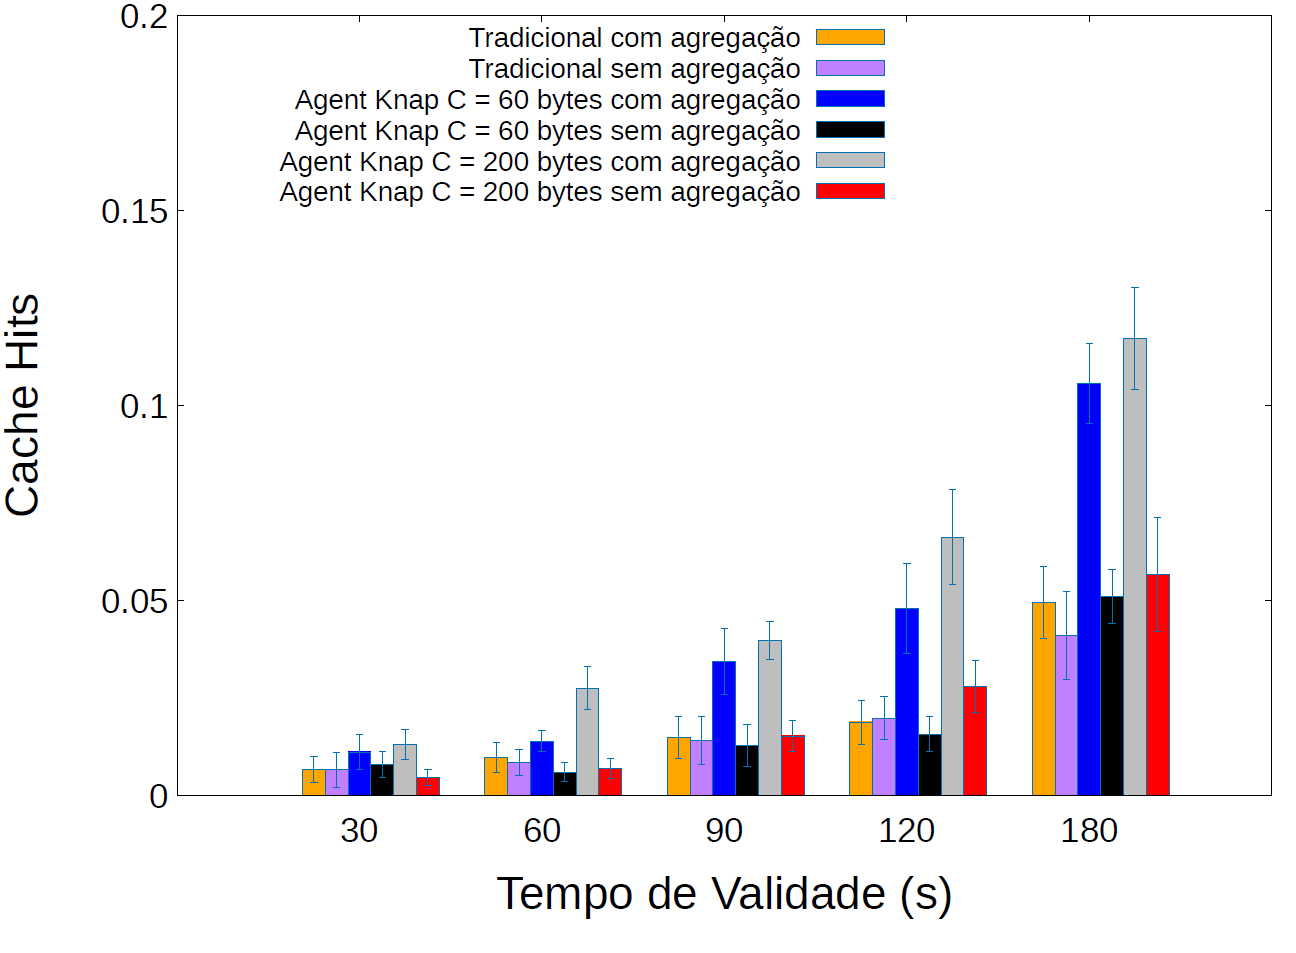 0.2
0.15
0.1
0.05
0
Cache Hits
Tradicional com agregação
Tradicional sem agregação
Agent Knap C = 60 bytes com agregação
Agent Knap C = 60 bytes sem agregação
Agent Knap C = 200 bytes com agregação
Agent Knap C = 200 bytes sem agregação
30 60 90 120 180
Tempo de Validade (s)